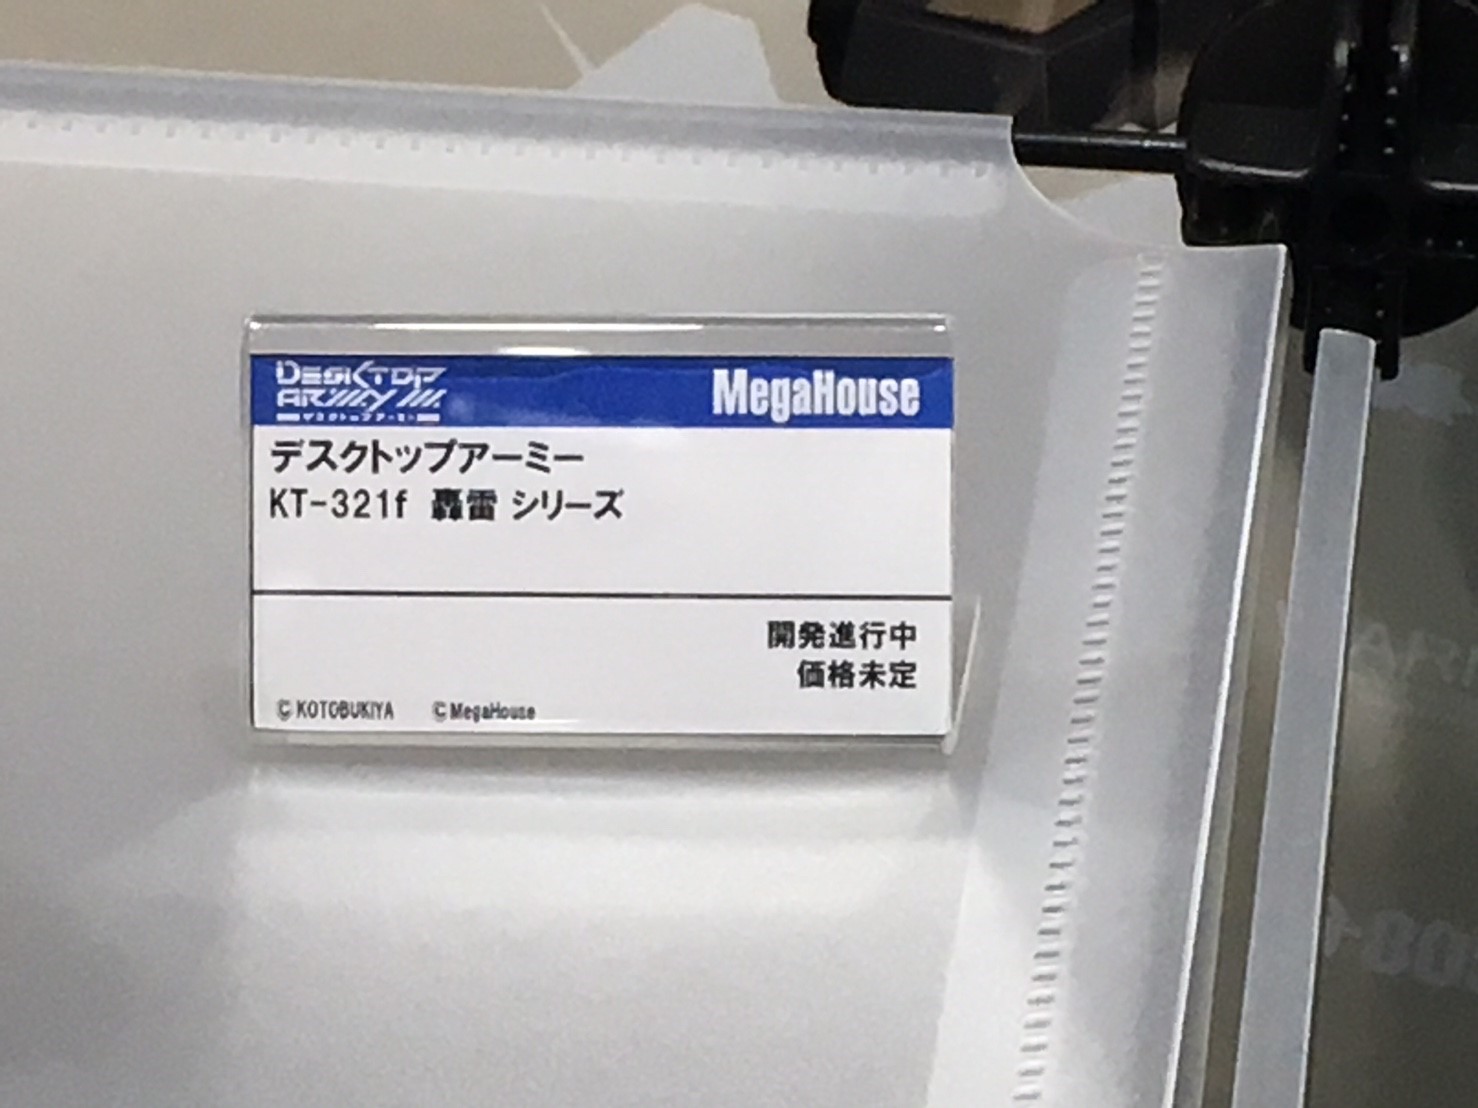 DESKTOP MegaHouse
ARMY
デスクトップアーミー
デスクトップアーミー
KT-321f 轟雷 シリーズ
開発進行中
価格未定
© KOTOBUKIYA © MegaHouse